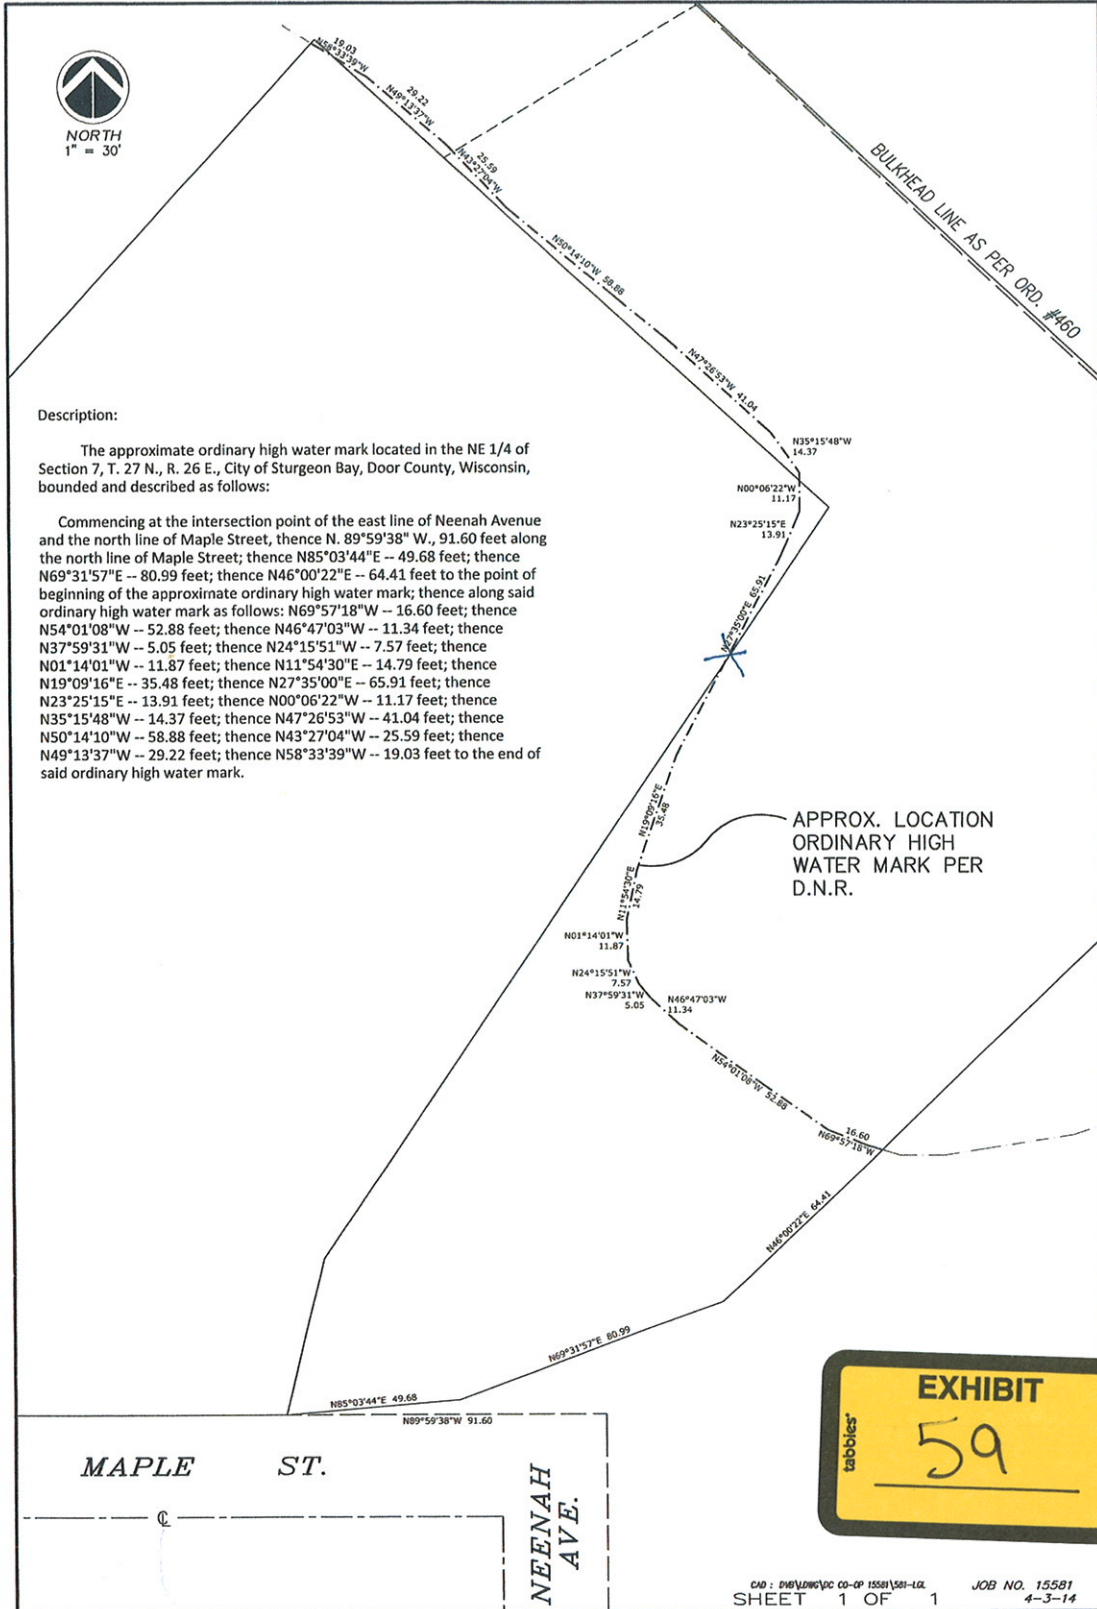 19.03
N58°33'39"W
29.22
N49°13'37"W
25.59
N43°27'04"W
NORTH
1" = 30'
BULKHEAD LINE AS PER ORD. #460
N50°14'10"W 58.88
N47°26'53"W 41.04
Description:
The approximate ordinary high water mark located in the NE 1/4 of
Section 7, T. 27 N., R. 26 E., City of Sturgeon Bay, Door County, Wisconsin,
bounded and described as follows:
Commencing at the intersection point of the east line of Neenah Avenue
and the north line of Maple Street, thence N. 89°59'38" W., 91.60 feet along
the north line of Maple Street; thence N85°03'44"E -- 49.68 feet; thence
N69°31'57"E -- 80.99 feet; thence N46°00'22"E -- 64.41 feet to the point of
beginning of the approximate ordinary high water mark; thence along said
ordinary high water mark as follows: N69°57'18"W -- 16.60 feet; thence
N54°01'08"W -- 52.88 feet; thence N46°47'03"W -- 11.34 feet; thence
N37°59'31"W -- 5.05 feet; thence N24°15'51"W -- 7.57 feet; thence
N01°14'01"W -- 11.87 feet; thence N11°54'30"E -- 14.79 feet; thence
N19°09'16"E -- 35.48 feet; thence N27°35'00"E -- 65.91 feet; thence
N23°25'15"E -- 13.91 feet; thence N00°06'22"W -- 11.17 feet; thence
N35°15'48"W -- 14.37 feet; thence N47°26'53"W -- 41.04 feet; thence
N50°14'10"W -- 58.88 feet; thence N43°27'04"W -- 25.59 feet; thence
N49°13'37"W -- 29.22 feet; thence N58°33'39"W -- 19.03 feet to the end of
said ordinary high water mark.
N35°15'48"W
14.37
N00°06'22"W
11.17
N23°25'15"E
13.91
N27°35'00"E 65.91
N19°09'16"E
35.48
APPROX. LOCATION
ORDINARY HIGH
WATER MARK PER
D.N.R.
N11°54'30"E
14.79
N01°14'01"W
11.87
N24°15'51"W
7.57
N37°59'31"W
5.05
N46°47'03"W
11.34
N54°01'08"W 52.88
16.60
N69°57'18"W
N46°00'22"E 64.41
N69°31'57"E 80.99
N85°03'44"E 49.68
N89°59'38"W 91.60
MAPLE ST.
NEENAH
AVE.
tabbies®
EXHIBIT
59
SHEET 1 OF 1
JOB NO. 15581
4-3-14